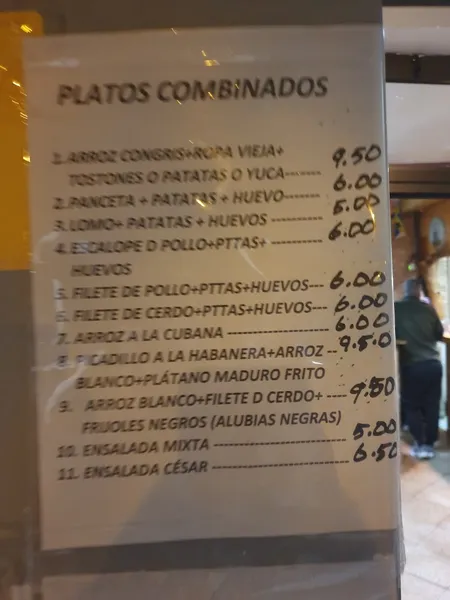 PLATOS COMBINADOS
1. ARROZ CONGRIS+ROPA VIEJA+
TOSTONES O PATATAS O YUCA------- 9.50
2. PANCETA + PATATAS + HUEVO------- 6.00
3. LOMO+ PATATAS + HUEVOS ---------- 5.00
4. ESCALOPE D POLLO+PTTAS+ ---------- 6.00
HUEVOS
5. FILETE DE POLLO+PTTAS+HUEVOS--- 6.00
6. FILETE DE CERDO+PTTAS+HUEVOS--- 6.00
7. ARROZ A LA CUBANA -------------------- 6.00
8. PICADILLO A LA HABANERA+ARROZ -- 9.50
BLANCO+PLÁTANO MADURO FRITO
9. ARROZ BLANCO+FILETE D CERDO+ ---- 9.50
FRIJOLES NEGROS (ALUBIAS NEGRAS)
10. ENSALADA MIXTA --------------------------- 5.00
11. ENSALADA CÉSAR --------------------------- 6.50